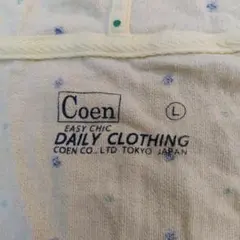 Coen L
EASY CHIC
DAILY CLOTHING
COEN CO., LTD TOKYO JAPAN